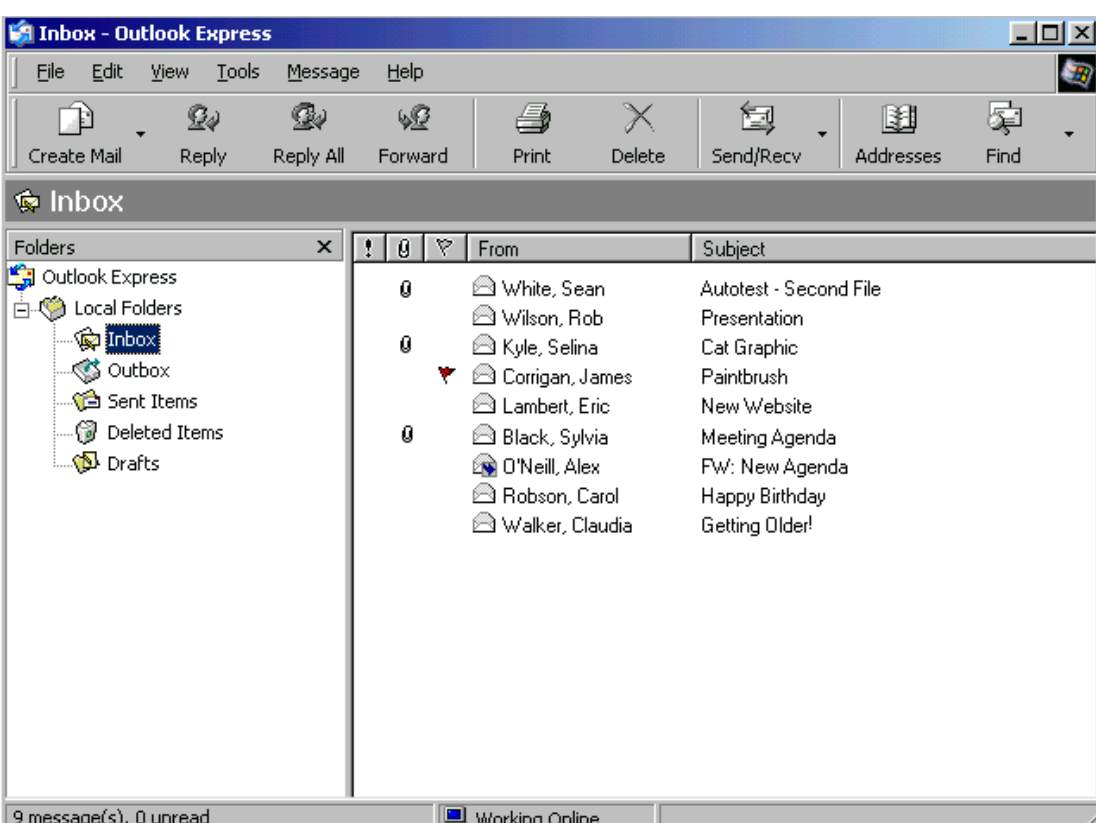 Inbox - Outlook Express
File Edit View Tools Message Help
Create Mail Reply Reply All Forward Print Delete Send/Recv Addresses Find
Inbox
Folders
Outlook Express
Local Folders
Inbox
Outbox
Sent Items
Deleted Items
Drafts
! From Subject
White, Sean Autotest - Second File
Wilson, Rob Presentation
Kyle, Selina Cat Graphic
Corrigan, James Paintbrush
Lambert, Eric New Website
Black, Sylvia Meeting Agenda
O'Neill, Alex FW: New Agenda
Robson, Carol Happy Birthday
Walker, Claudia Getting Older!
9 message(s), 0 unread Working Online